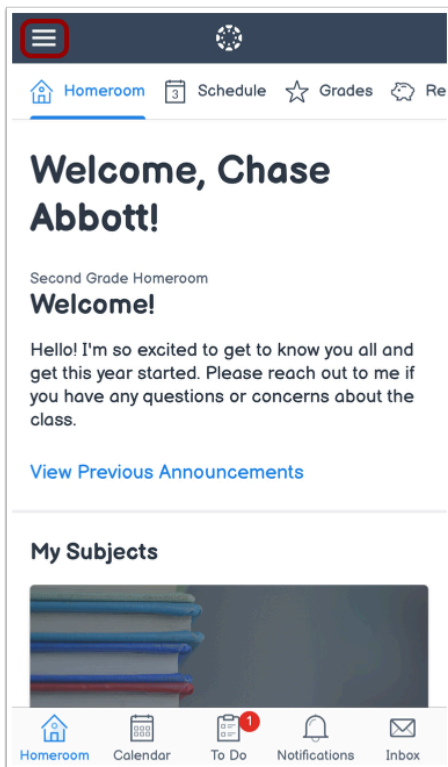 Homeroom
3
Schedule
Grades
Re
Welcome, Chase
Abbott!
Second Grade Homeroom
Welcome!
Hello! I'm so excited to get to know you all and
get this year started. Please reach out to me if
you have any questions or concerns about the
class.
View Previous Announcements
My Subjects
1
Homeroom
Calendar
To Do
Notifications
Inbox